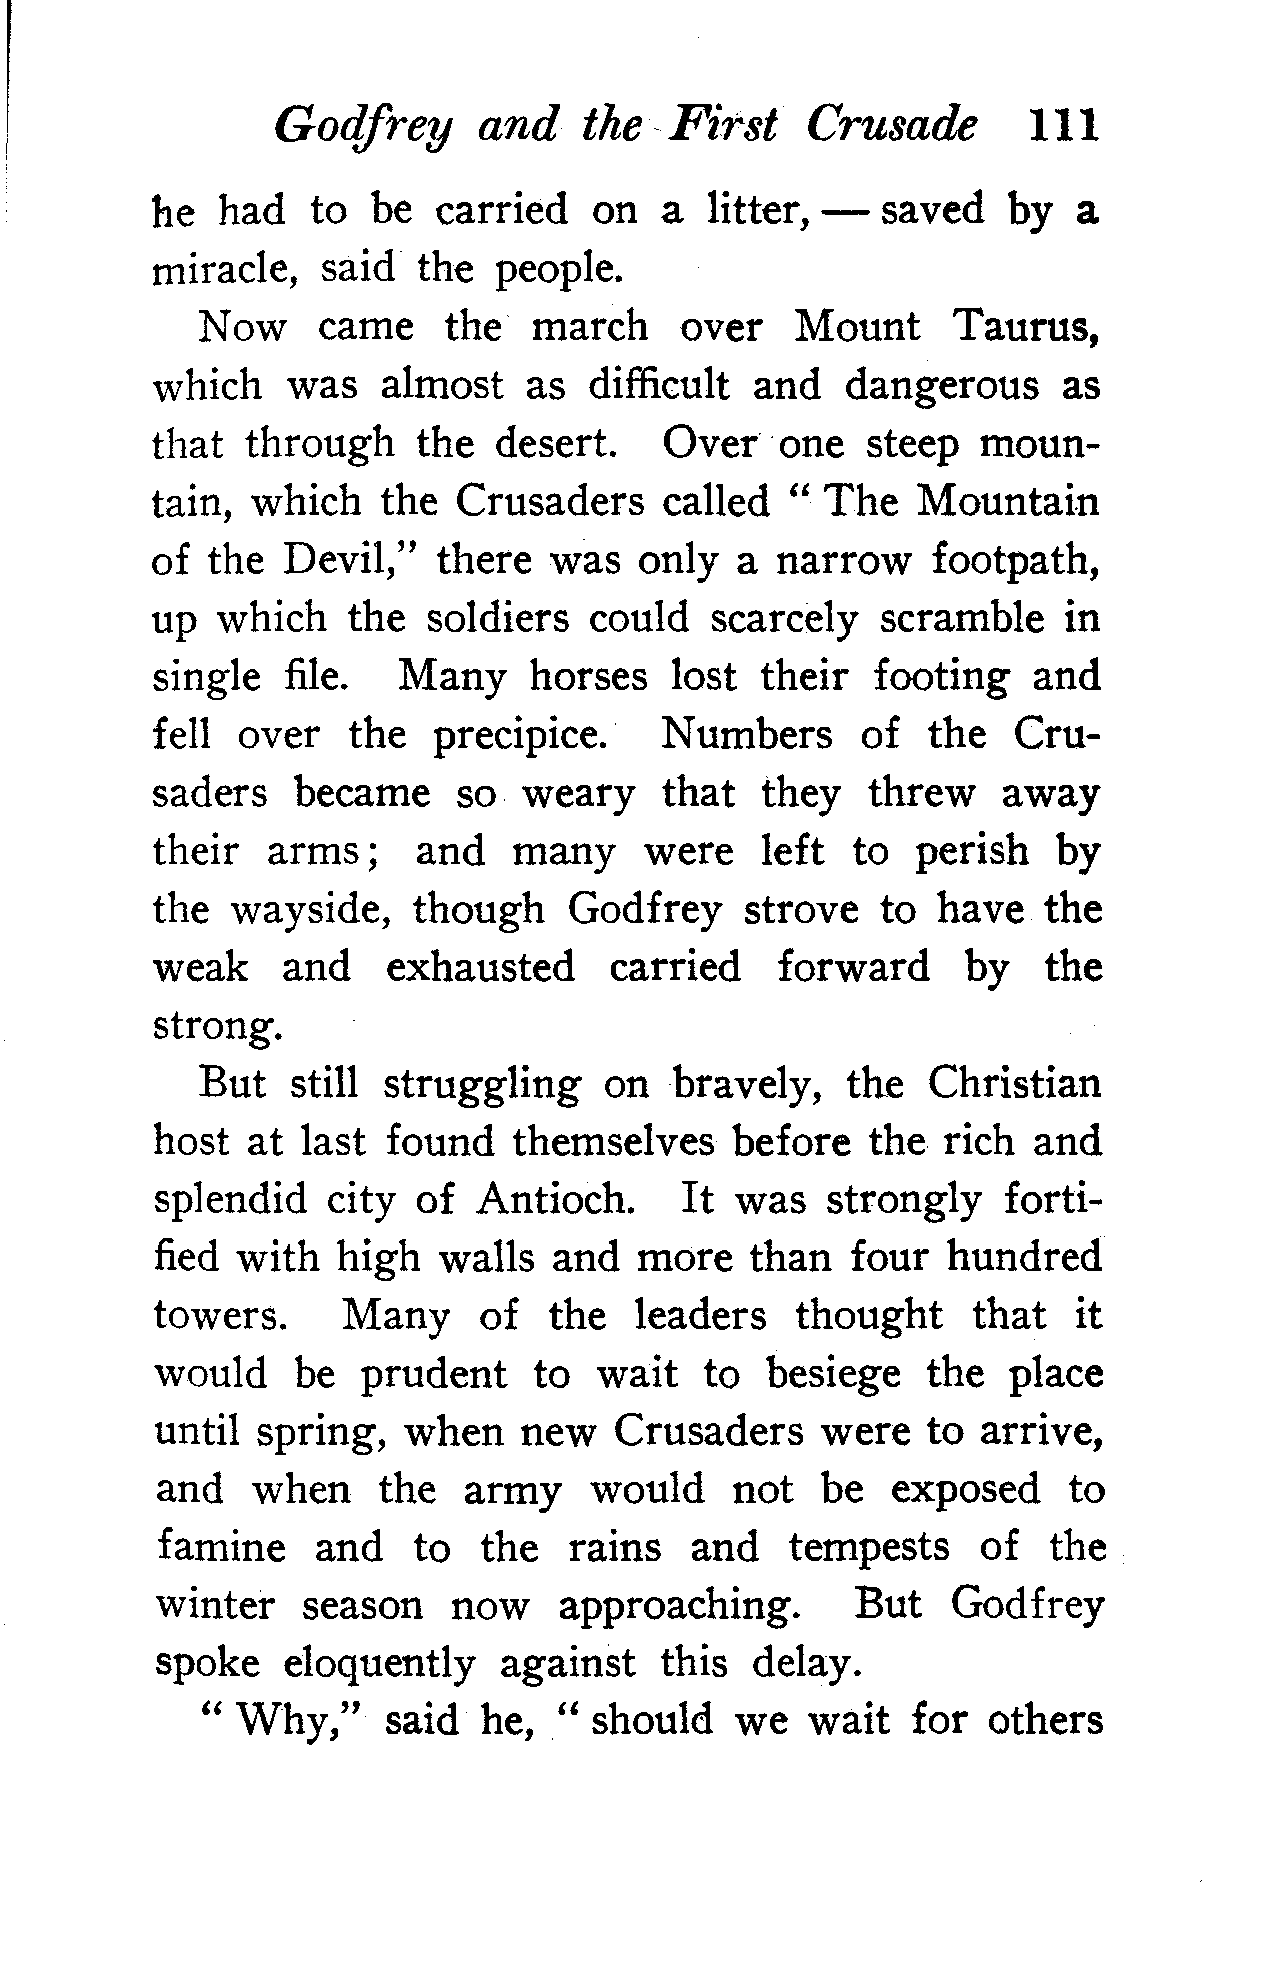 Godfrey and the First Crusade 111
he had to be carried on a litter, — saved by a
miracle, said the people.
Now came the march over Mount Taurus,
which was almost as difficult and dangerous as
that through the desert. Over one steep moun-
tain, which the Crusaders called “ The Mountain
of the Devil,” there was only a narrow footpath,
up which the soldiers could scarcely scramble in
single file. Many horses lost their footing and
fell over the precipice. Numbers of the Cru-
saders became so weary that they threw away
their arms ; and many were left to perish by
the wayside, though Godfrey strove to have the
weak and exhausted carried forward by the
strong.
But still struggling on bravely, the Christian
host at last found themselves before the rich and
splendid city of Antioch. It was strongly forti-
fied with high walls and more than four hundred
towers. Many of the leaders thought that it
would be prudent to wait to besiege the place
until spring, when new Crusaders were to arrive,
and when the army would not be exposed to
famine and to the rains and tempests of the
winter season now approaching. But Godfrey
spoke eloquently against this delay.
“ Why,” said he, “ should we wait for others